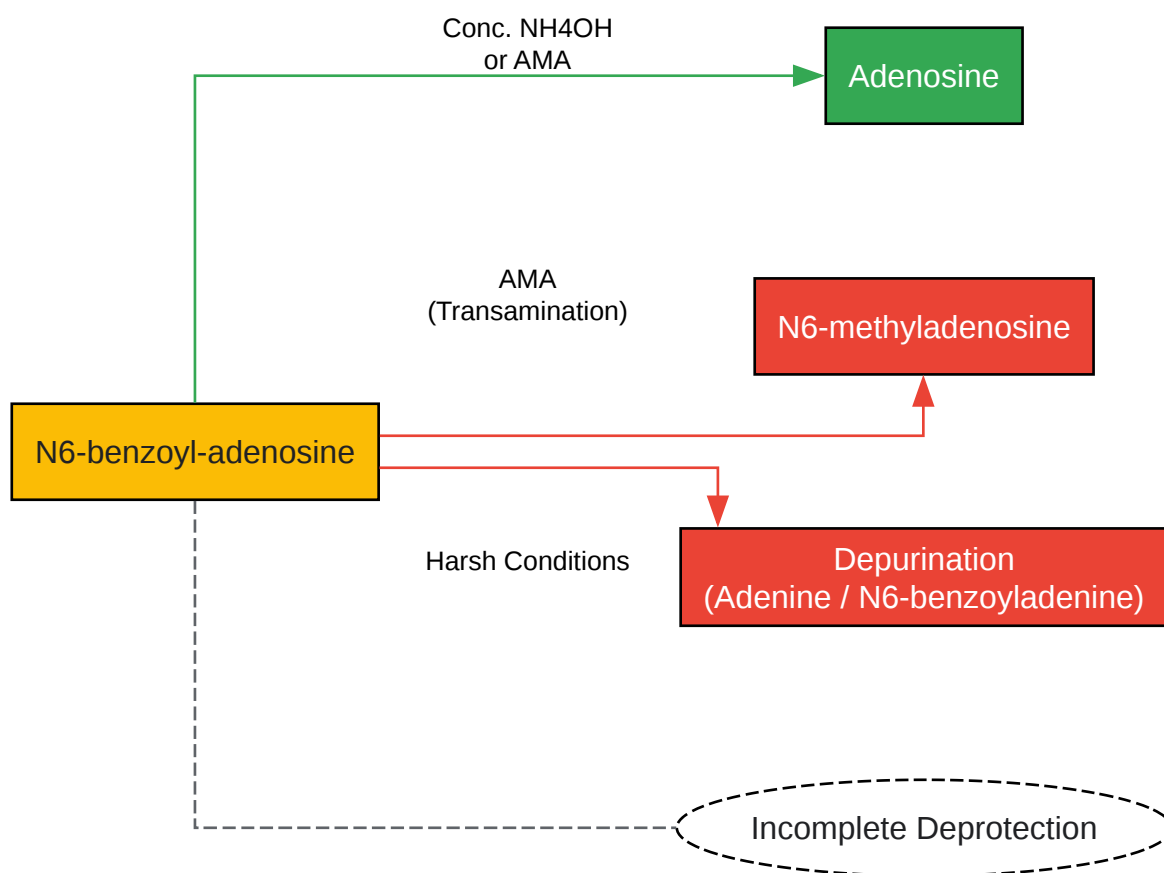 Conc. NH4OH
or AMA
Adenosine
AMA
(Transamination)
N6-methyladenosine
N6-benzoyl-adenosine
Harsh Conditions
Depurination
(Adenine / N6-benzoyladenine)
Incomplete Deprotection